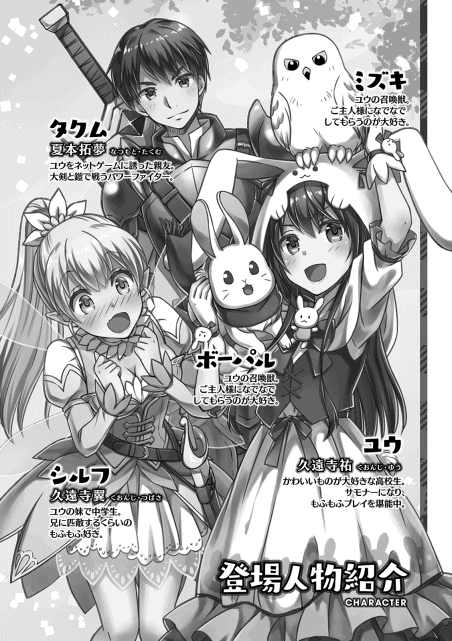 ミズキ
ユウの召喚獣。
ご主人様になでなで
してもらうのが大好き。
タクム
夏本拓夢 なつもと・たくむ
ユウをネットゲームに誘った親友。
大剣と鎧で戦うパワーファイター。
ボーパル
ユウの召喚獣。
ご主人様になでなで
してもらうのが大好き。
ユウ
久遠寺祐 くおんじ・ゆう
かわいいものが大好きな高校生。
サモナーになり、
もふもふプレイを堪能中。
シルフ
久遠寺翼 くおんじ・つばさ
ユウの妹で中学生。
兄に匹敵するくらいの
もふもふ好き。
登場人物紹介
CHARACTER